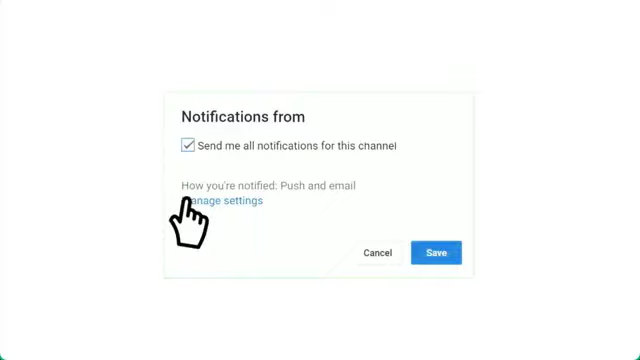 Notifications from
Send me all notifications for this channel
How you're notified: Push and email
anage settings
Cancel
Save